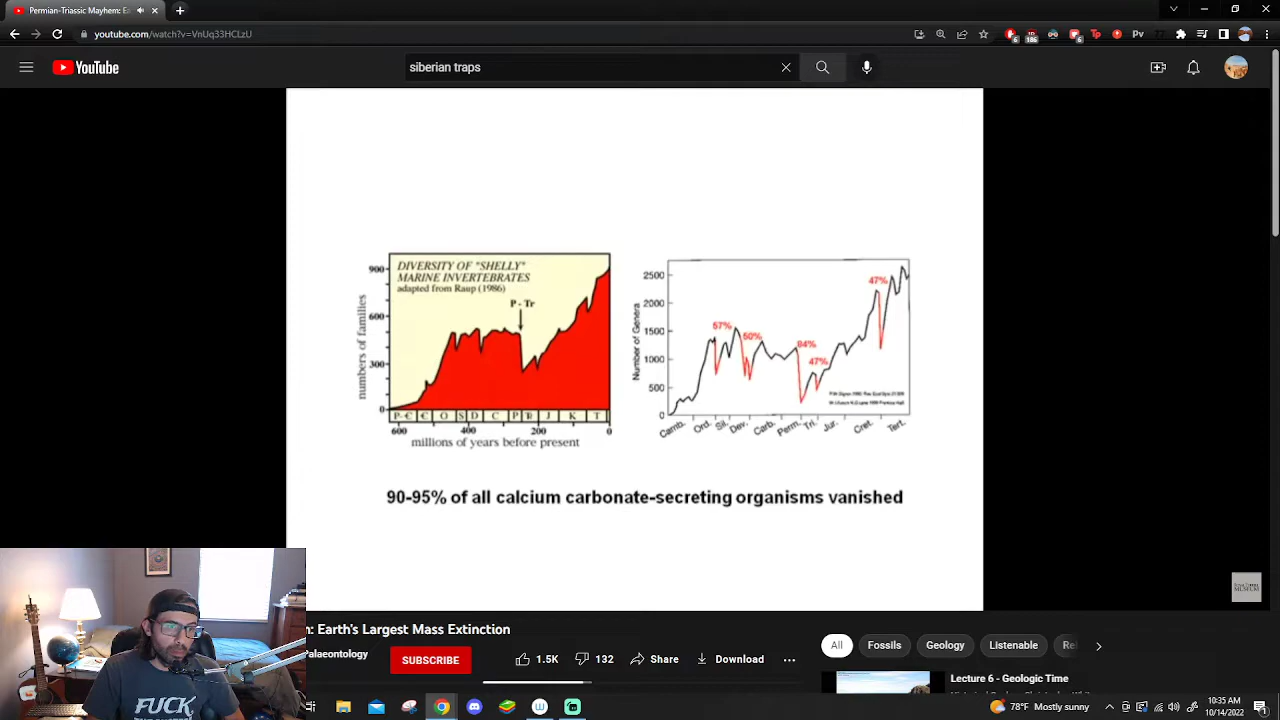 Permian-Triassic Mayhem: Ea
youtube.com/watch?v=VnUq33HCLzU
YouTube
siberian traps
DIVERSITY OF "SHELLY"
MARINE INVERTEBRATES
adapted from Raup (1986)
P - Tr
900
600
300
0
numbers of families
P-Є Є O S D C P Tr J K T
600 400 200 0
millions of years before present
2500
2000
1500
1000
500
0
Number of Genera
57%
50%
84%
47%
47%
Camb. Ord. Sil. Dev. Carb. Perm. Tri. Jur. Cret. Tert.
90-95% of all calcium carbonate-secreting organisms vanished
MUSEUM
n: Earth's Largest Mass Extinction
Palaeontology
SUBSCRIBE
1.5K
132
Share
Download
All
Fossils
Geology
Listenable
Re
Lecture 6 - Geologic Time
FUCK
78°F Mostly sunny
10:35 AM
10/14/2022